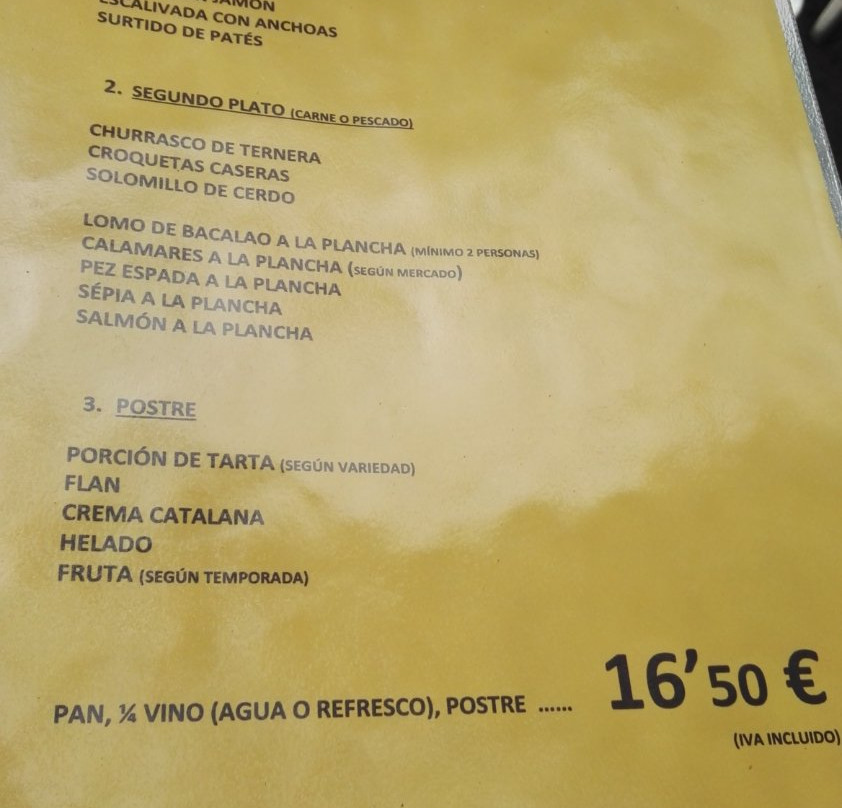 JAMÓN
ESCALIVADA CON ANCHOAS
SURTIDO DE PATÉS
2. SEGUNDO PLATO (CARNE O PESCADO)
CHURRASCO DE TERNERA
CROQUETAS CASERAS
SOLOMILLO DE CERDO
LOMO DE BACALAO A LA PLANCHA (MÍNIMO 2 PERSONAS)
CALAMARES A LA PLANCHA (SEGÚN MERCADO)
PEZ ESPADA A LA PLANCHA
SÉPIA A LA PLANCHA
SALMÓN A LA PLANCHA
3. POSTRE
PORCIÓN DE TARTA (SEGÚN VARIEDAD)
FLAN
CREMA CATALANA
HELADO
FRUTA (SEGÚN TEMPORADA)
PAN, ¼ VINO (AGUA O REFRESCO), POSTRE ...... 16’50 €
(IVA INCLUIDO)